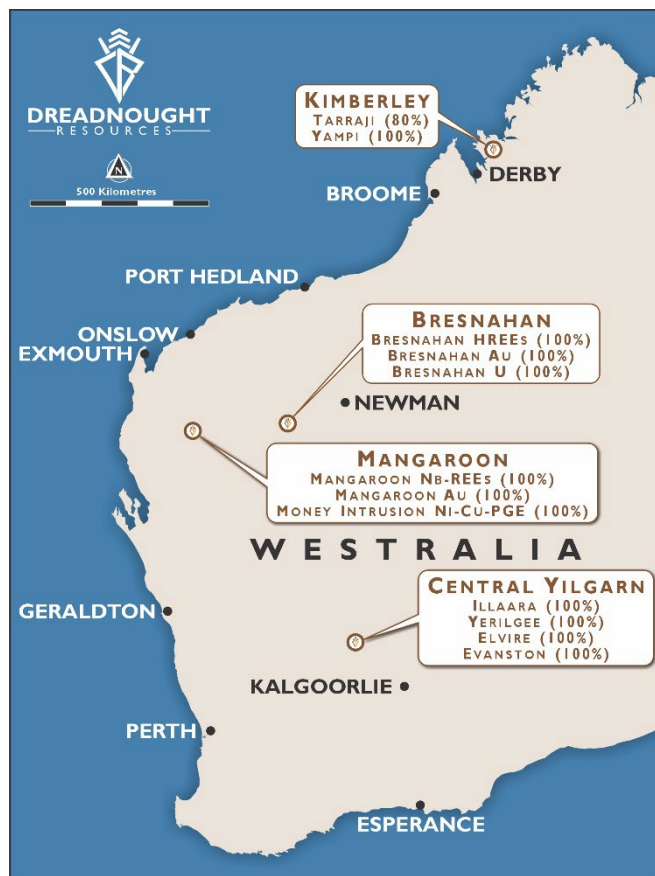 DREADNOUGHT
RESOURCES
N
500 Kilometres
KIMBERLEY
TARRAJI (80%)
YAMPI (100%)
DERBY
BROOME
PORT HEDLAND
ONSLOW
EXMOUTH
BRESNAHAN
BRESNAHAN HREES (100%)
BRESNAHAN AU (100%)
BRESNAHAN U (100%)
NEWMAN
MANGAROON
MANGAROON NB-REES (100%)
MANGAROON AU (100%)
MONEY INTRUSION NI-CU-PGE (100%)
WESTRALIA
CENTRAL YILGARN
ILLAARA (100%)
YERILGEE (100%)
ELVIRE (100%)
EVANSTON (100%)
GERALDTON
KALGOORLIE
PERTH
ESPERANCE